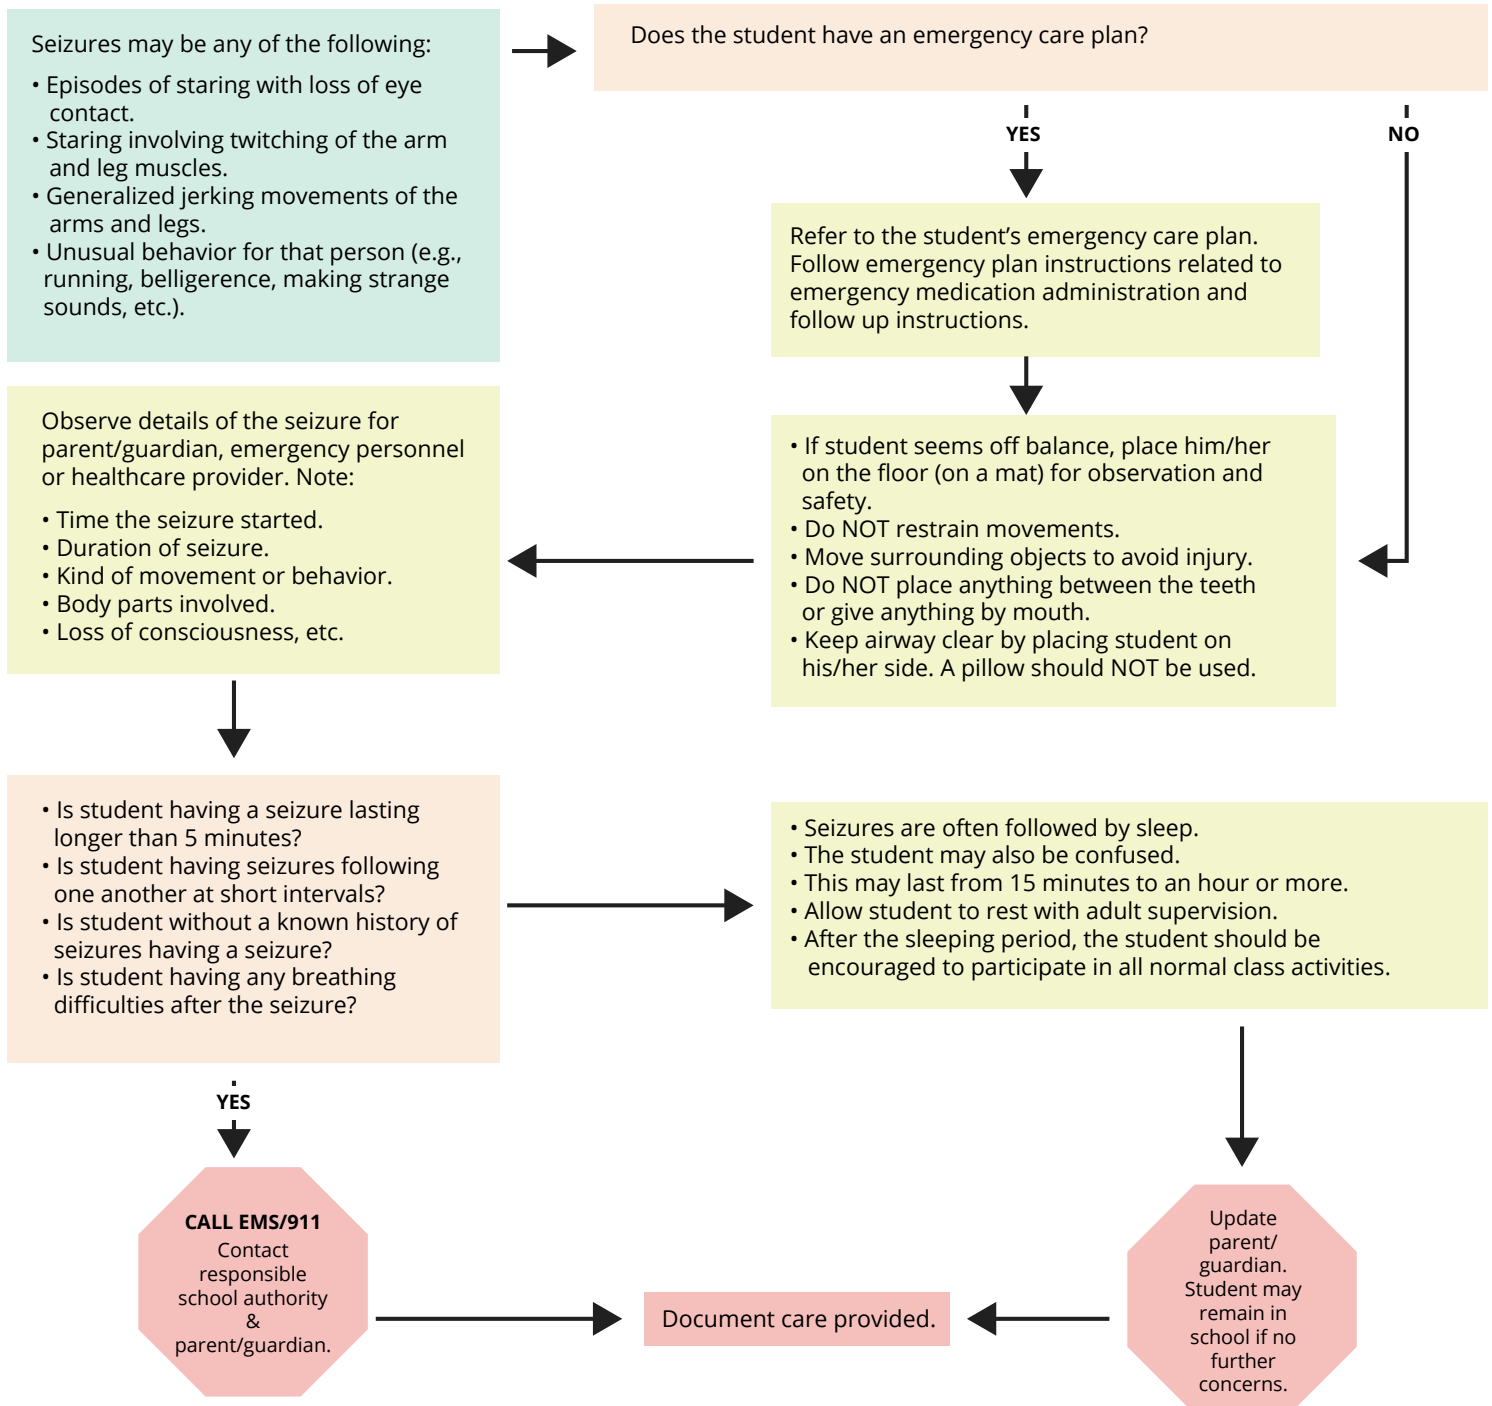 Seizures may be any of the following:
• Episodes of staring with loss of eye
contact.
• Staring involving twitching of the arm
and leg muscles.
• Generalized jerking movements of the
arms and legs.
• Unusual behavior for that person (e.g.,
running, belligerence, making strange
sounds, etc.).
Does the student have an emergency care plan?
YES
NO
Refer to the student’s emergency care plan.
Follow emergency plan instructions related to
emergency medication administration and
follow up instructions.
• If student seems off balance, place him/her
on the floor (on a mat) for observation and
safety.
• Do NOT restrain movements.
• Move surrounding objects to avoid injury.
• Do NOT place anything between the teeth
or give anything by mouth.
• Keep airway clear by placing student on
his/her side. A pillow should NOT be used.
Observe details of the seizure for
parent/guardian, emergency personnel
or healthcare provider. Note:
• Time the seizure started.
• Duration of seizure.
• Kind of movement or behavior.
• Body parts involved.
• Loss of consciousness, etc.
• Is student having a seizure lasting
longer than 5 minutes?
• Is student having seizures following
one another at short intervals?
• Is student without a known history of
seizures having a seizure?
• Is student having any breathing
difficulties after the seizure?
• Seizures are often followed by sleep.
• The student may also be confused.
• This may last from 15 minutes to an hour or more.
• Allow student to rest with adult supervision.
• After the sleeping period, the student should be
encouraged to participate in all normal class activities.
YES
CALL EMS/911
Contact
responsible
school authority
&
parent/guardian.
Document care provided.
Update
parent/
guardian.
Student may
remain in
school if no
further
concerns.